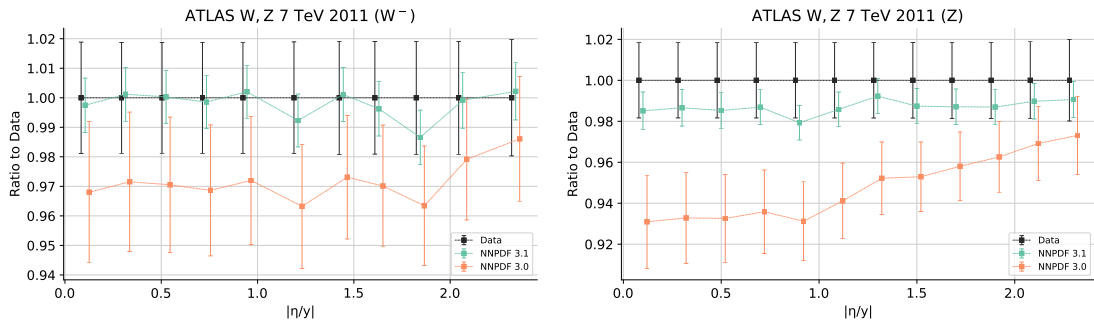 ATLAS W, Z 7 TeV 2011 (W⁻)
Ratio to Data
1.02
1.01
1.00
0.99
0.98
0.97
0.96
0.95
0.94
0.0 0.5 1.0 1.5 2.0
|η/y|
Data
NNPDF 3.1
NNPDF 3.0
ATLAS W, Z 7 TeV 2011 (Z)
Ratio to Data
1.02
1.00
0.98
0.96
0.94
0.92
0.0 0.5 1.0 1.5 2.0
|η/y|
Data
NNPDF 3.1
NNPDF 3.0